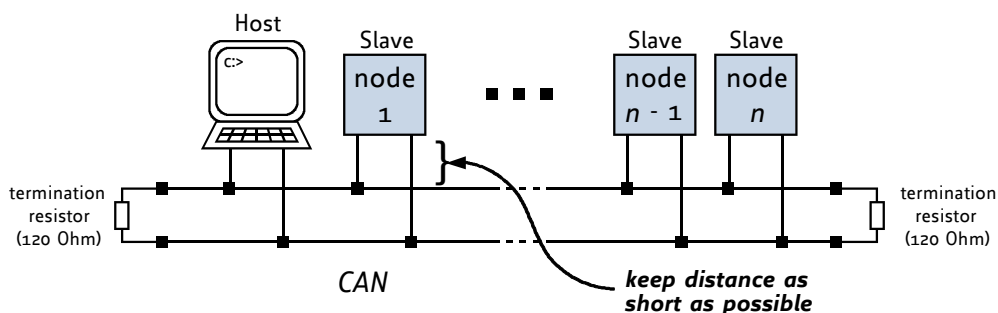 Host
C:>
Slave
node
1
Slave
node
n - 1
Slave
node
n
termination
resistor
(120 Ohm)
termination
resistor
(120 Ohm)
CAN
keep distance as
short as possible